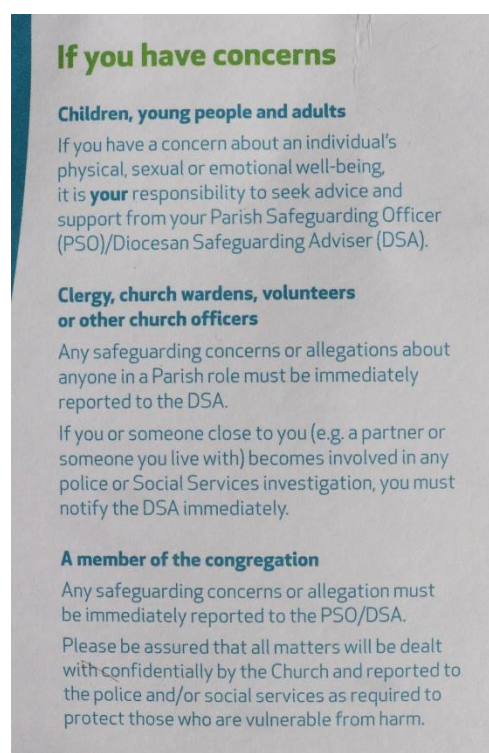 If you have concerns
Children, young people and adults
If you have a concern about an individual's
physical, sexual or emotional well-being,
it is your responsibility to seek advice and
support from your Parish Safeguarding Officer
(PSO)/Diocesan Safeguarding Adviser (DSA).
Clergy, church wardens, volunteers
or other church officers
Any safeguarding concerns or allegations about
anyone in a Parish role must be immediately
reported to the DSA.
If you or someone close to you (e.g. a partner or
someone you live with) becomes involved in any
police or Social Services investigation, you must
notify the DSA immediately.
A member of the congregation
Any safeguarding concerns or allegation must
be immediately reported to the PSO/DSA.
Please be assured that all matters will be dealt
with confidentially by the Church and reported to
the police and/or social services as required to
protect those who are vulnerable from harm.